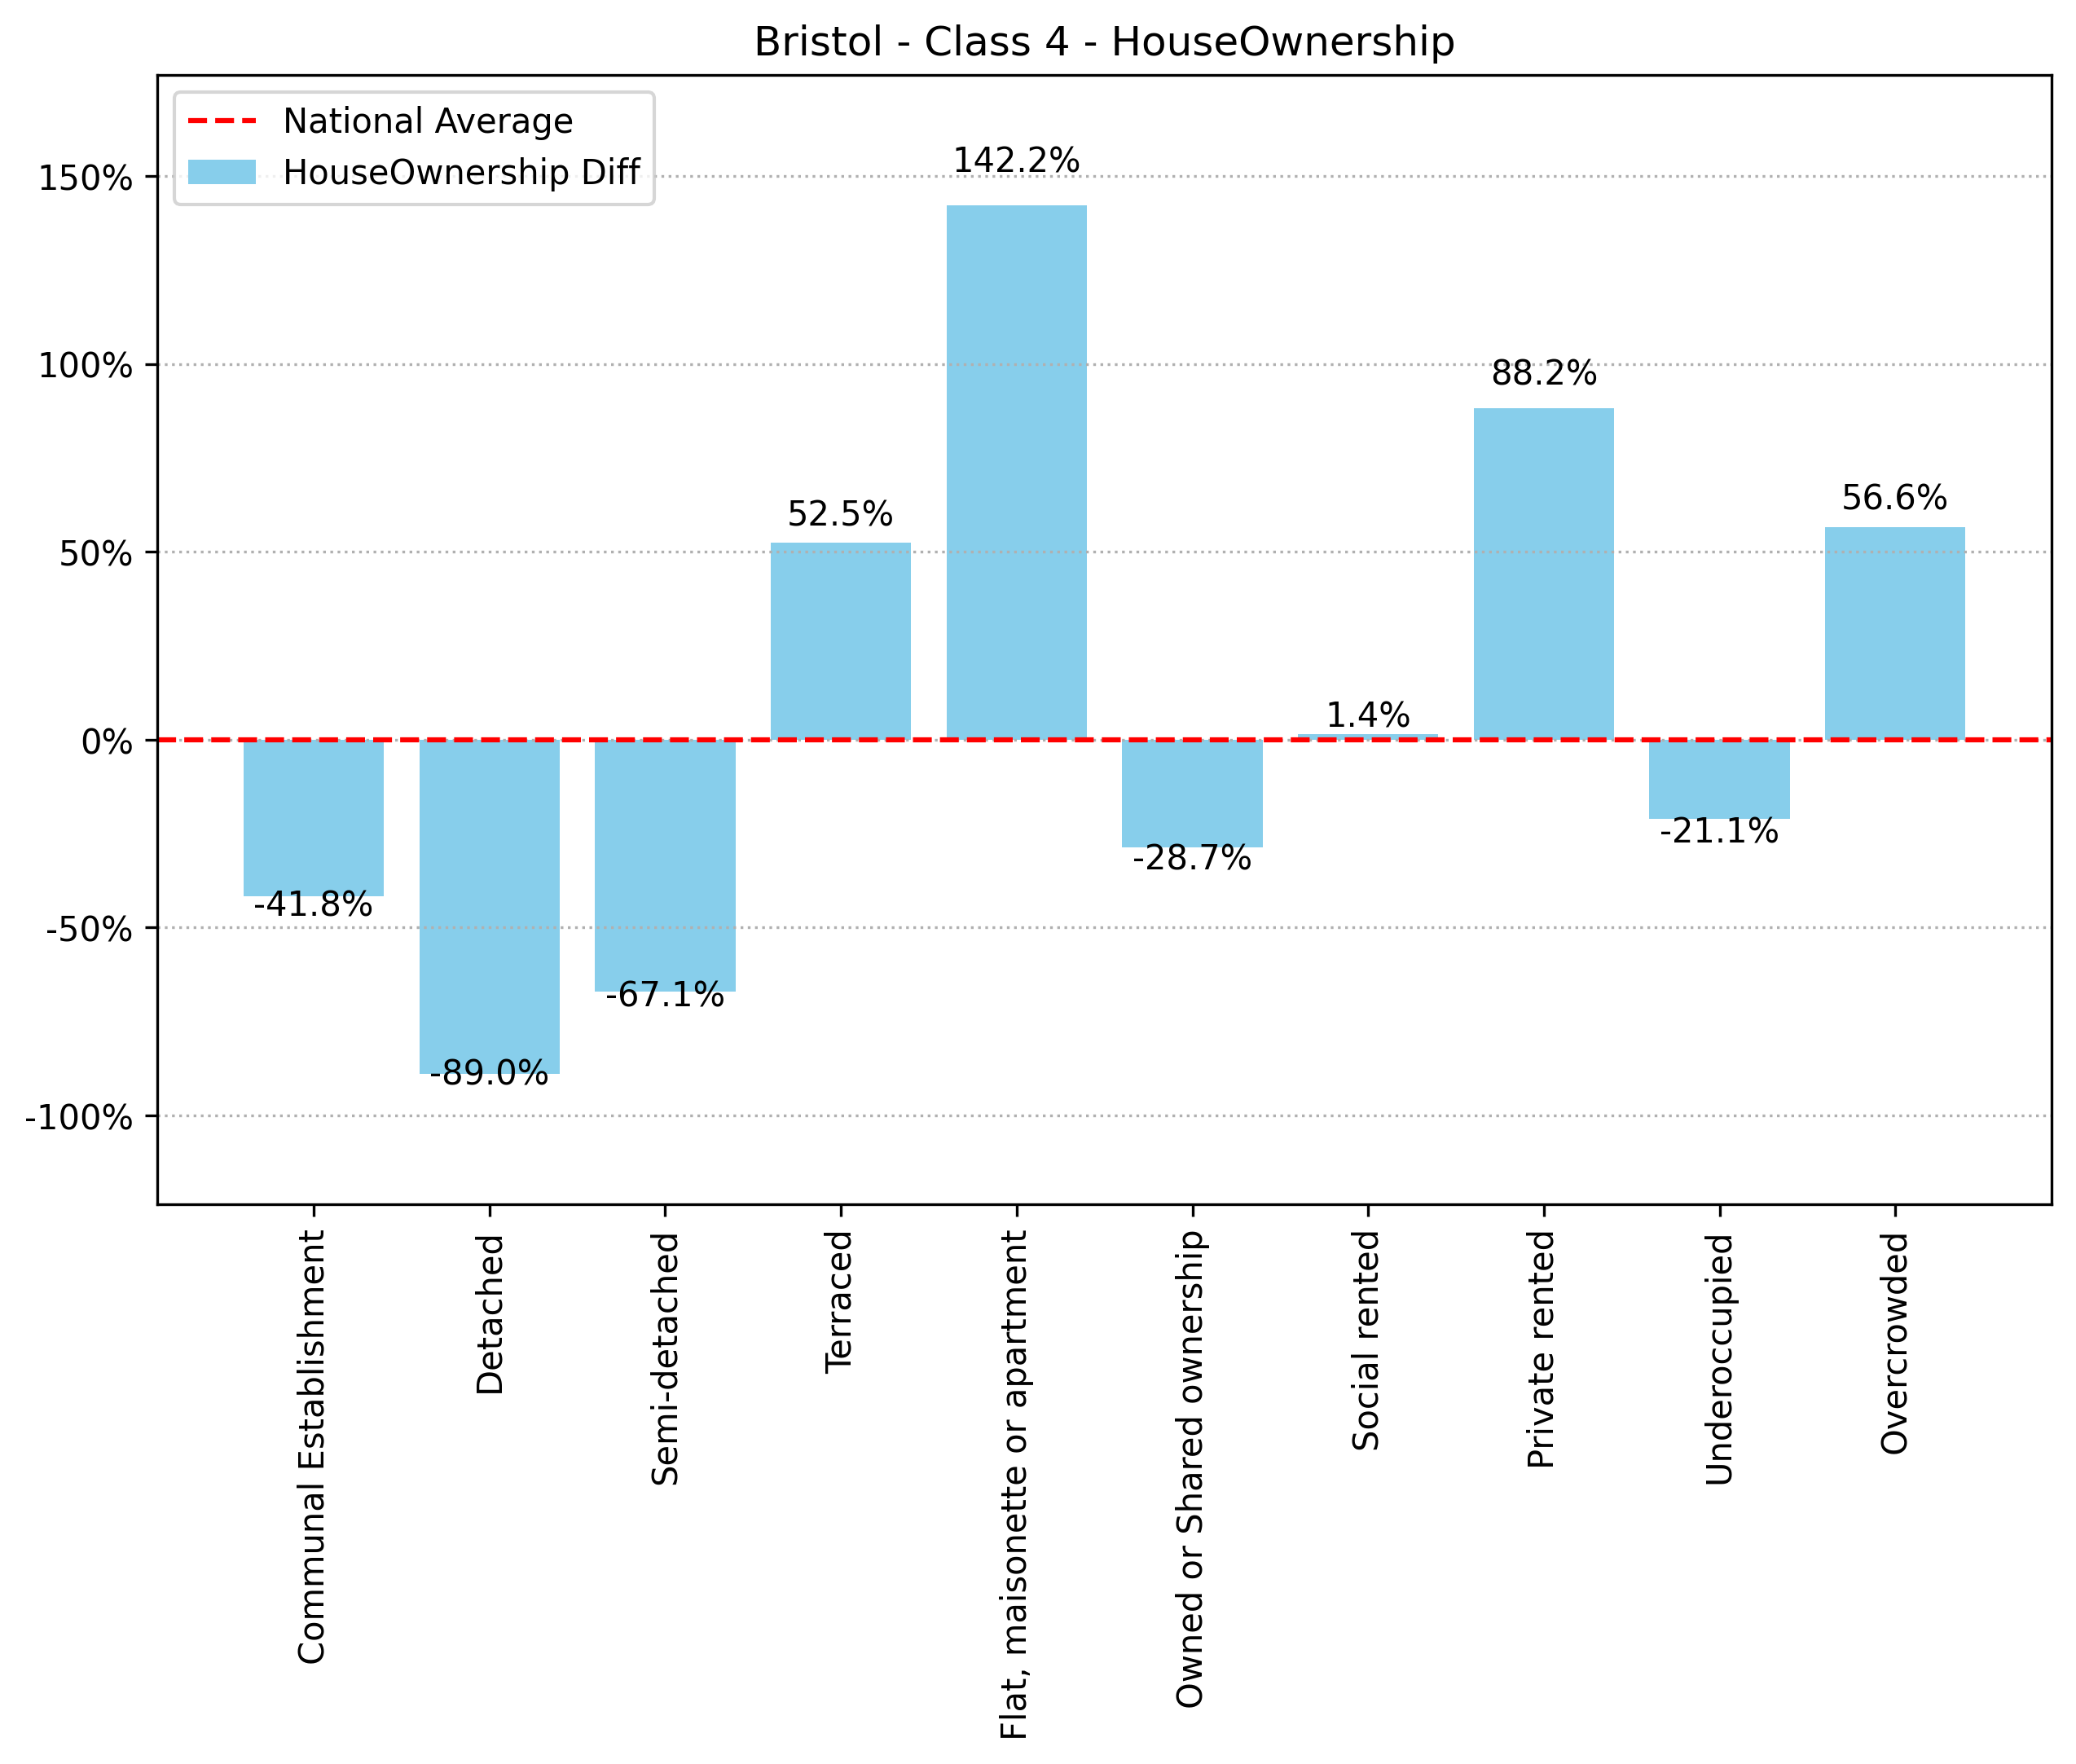 Bristol - Class 4 - HouseOwnership
National Average
HouseOwnership Diff
150%
100%
50%
0%
-50%
-100%
-41.8%
-89.0%
-67.1%
52.5%
142.2%
-28.7%
1.4%
88.2%
-21.1%
56.6%
Communal Establishment
Detached
Semi-detached
Terraced
Flat, maisonette or apartment
Owned or Shared ownership
Social rented
Private rented
Underoccupied
Overcrowded